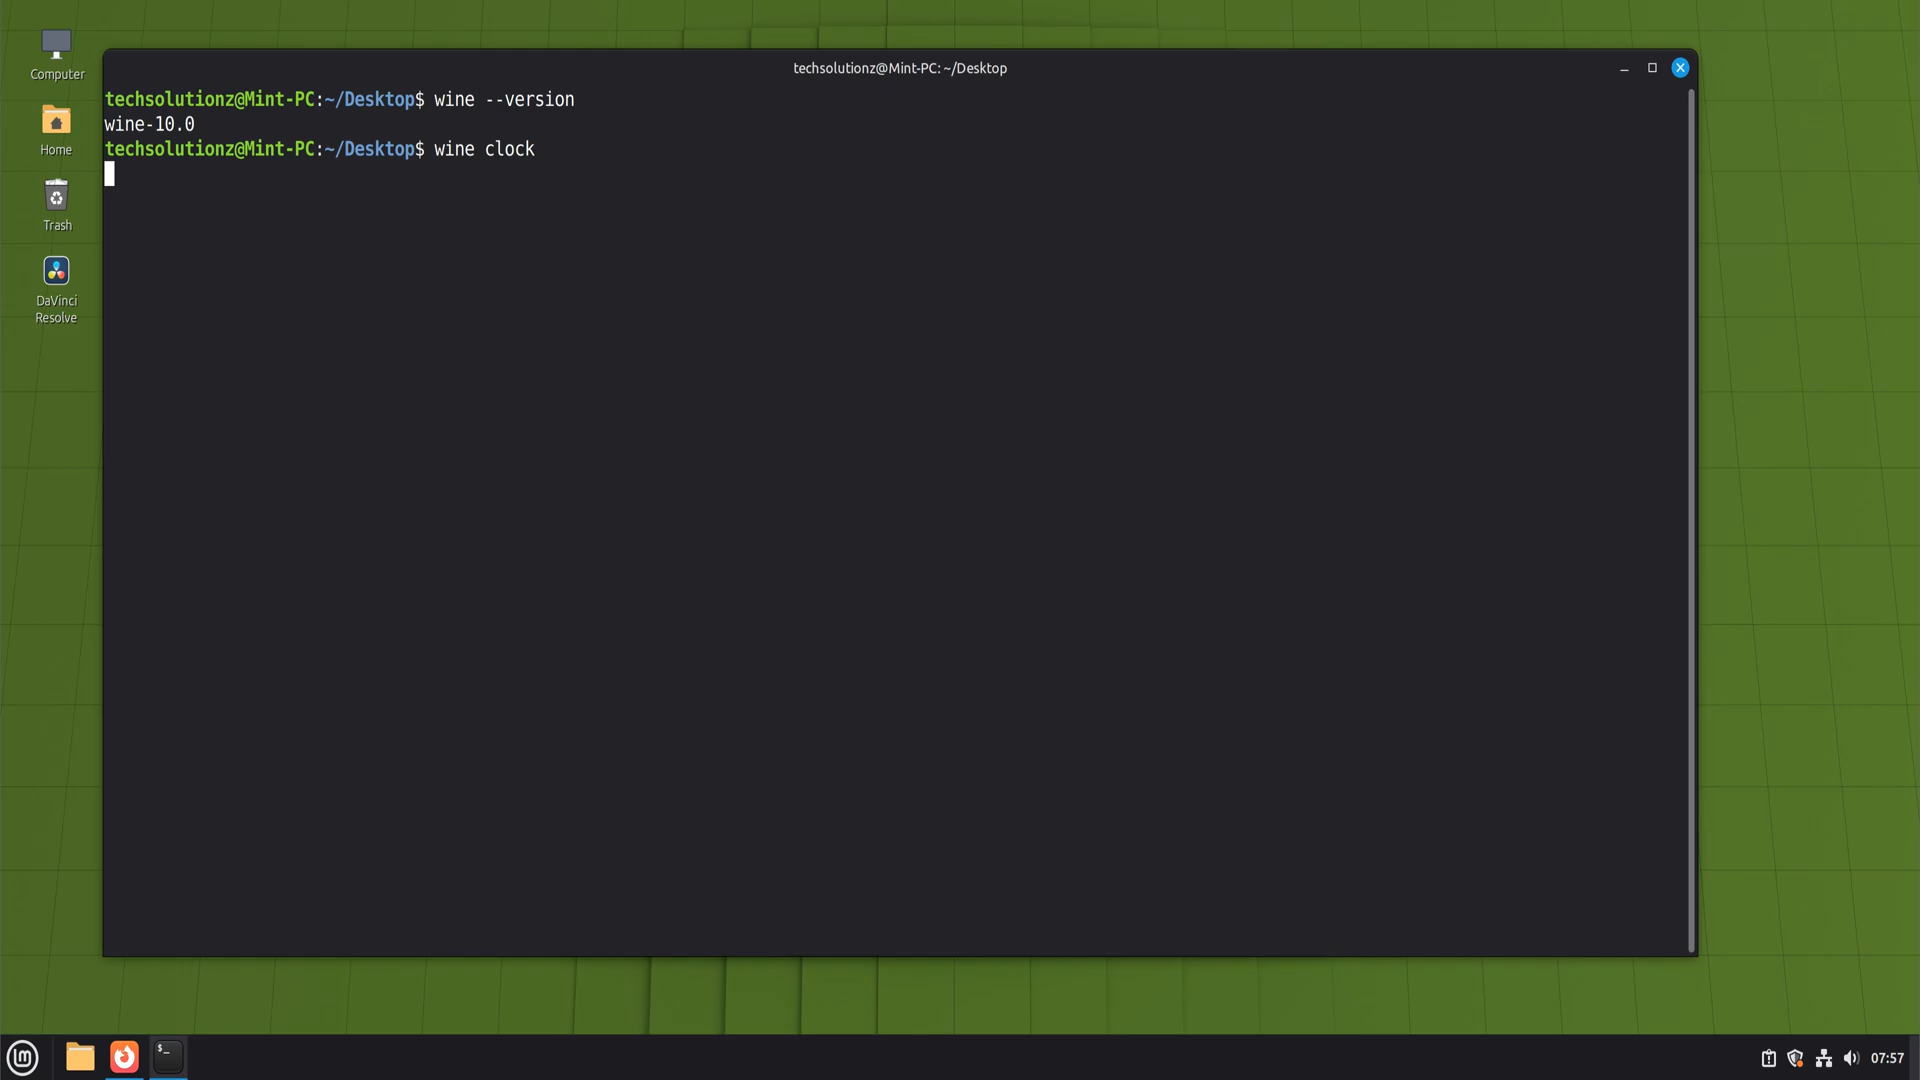 techsolutionz@Mint-PC: ~/Desktop
techsolutionz@Mint-PC:~/Desktop$ wine --version
wine-10.0
techsolutionz@Mint-PC:~/Desktop$ wine clock
Computer
Home
Trash
DaVinci
Resolve
$_
07:57